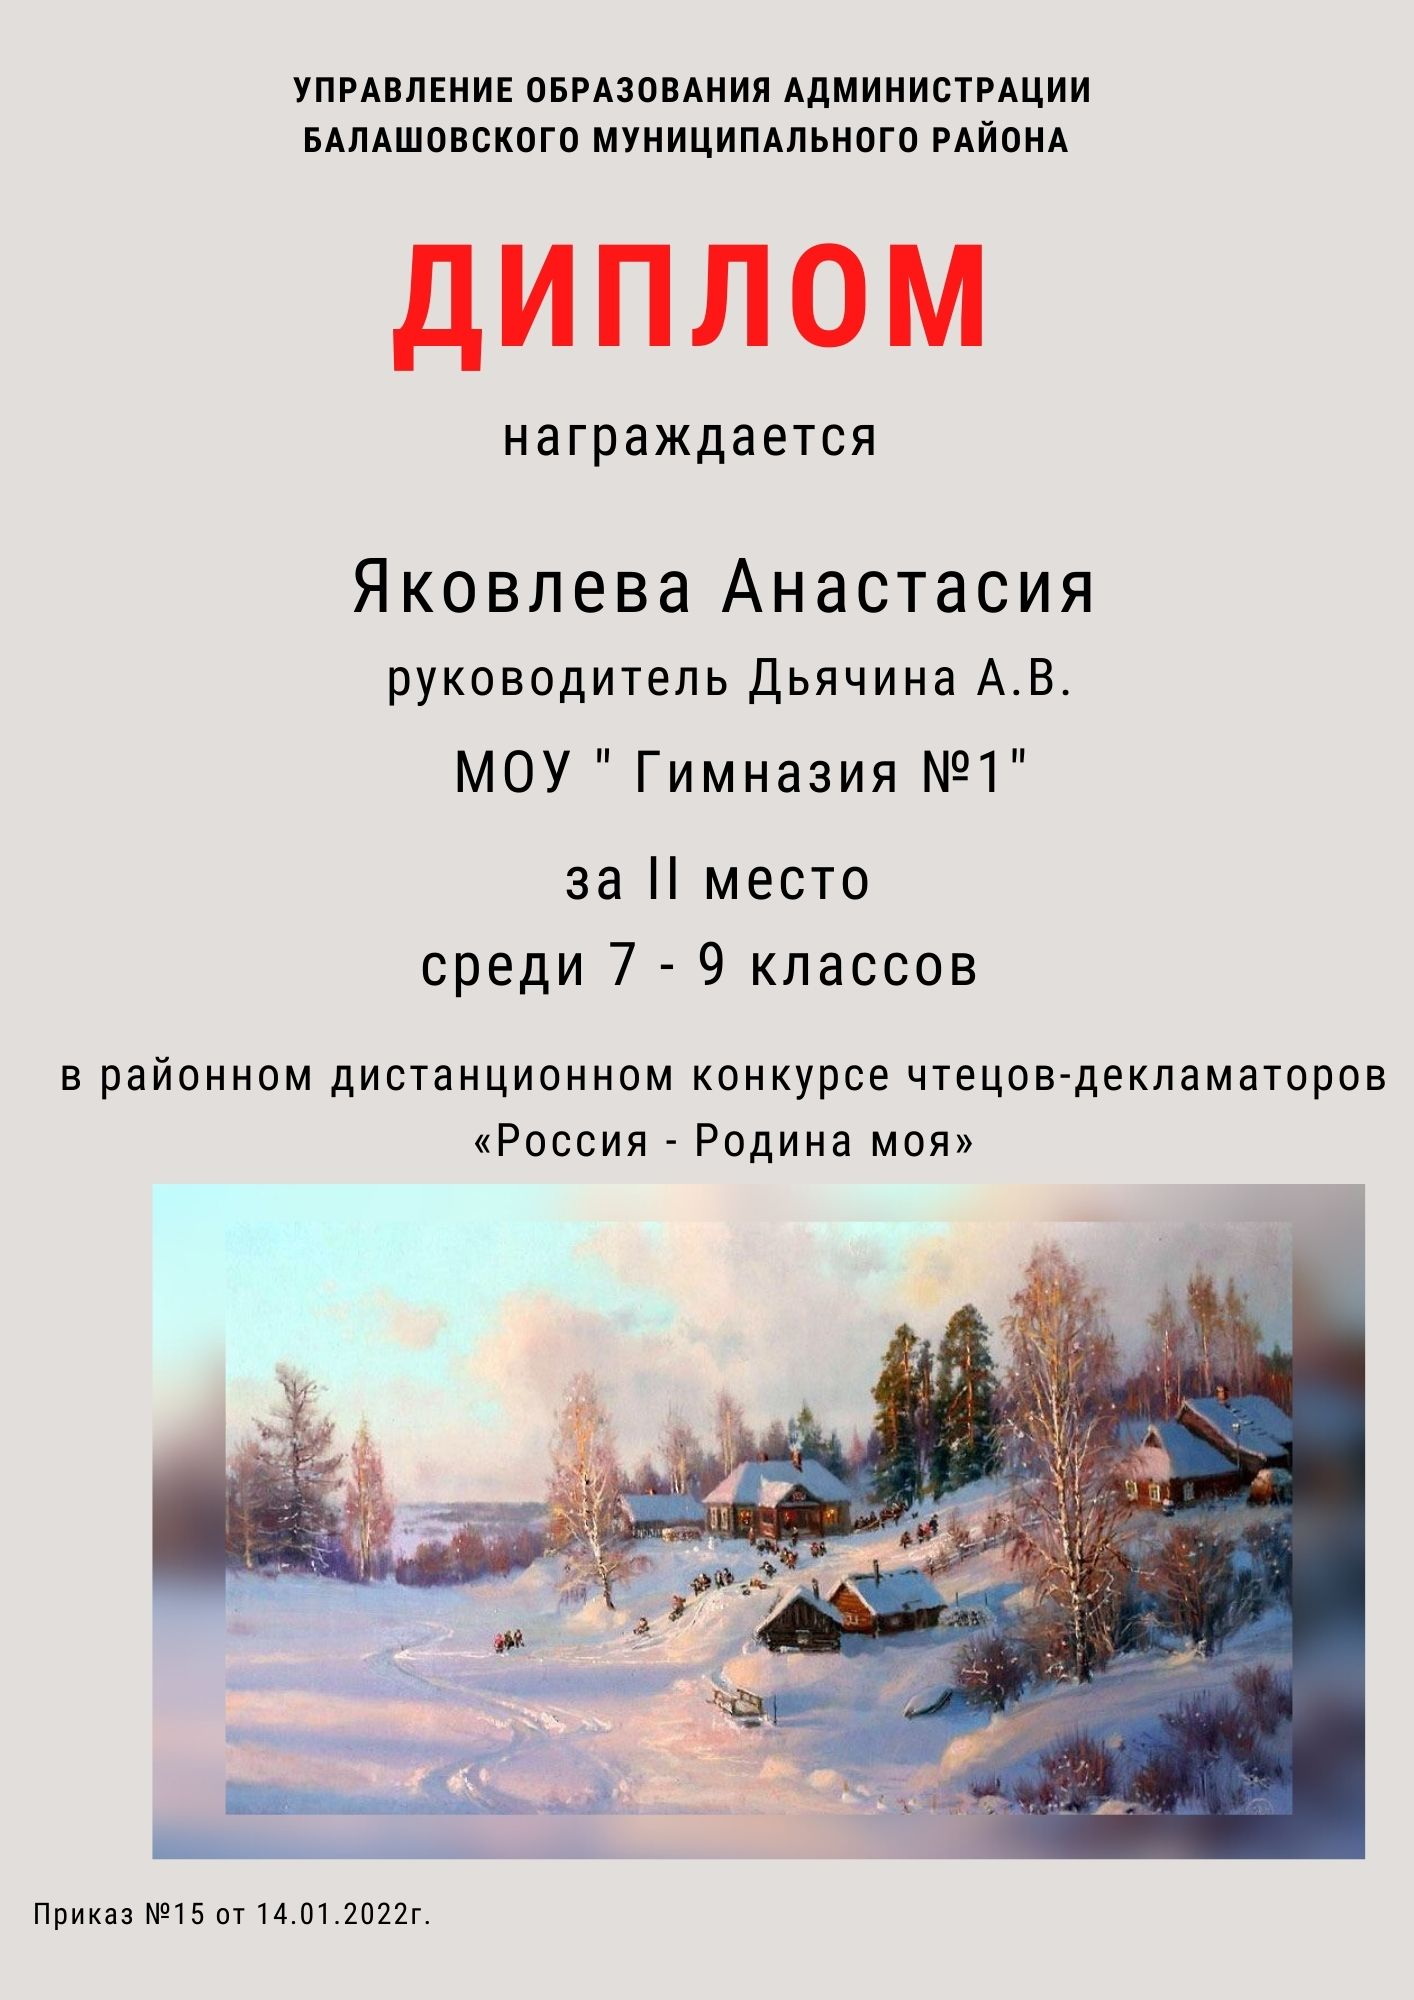 УПРАВЛЕНИЕ ОБРАЗОВАНИЯ АДМИНИСТРАЦИИ
БАЛАШОВСКОГО МУНИЦИПАЛЬНОГО РАЙОНА
ДИПЛОМ
награждается
Яковлева Анастасия
руководитель Дьячина А.В.
МОУ " Гимназия №1"
за II место
среди 7 - 9 классов
в районном дистанционном конкурсе чтецов-декламаторов
«Россия - Родина моя»
Приказ №15 от 14.01.2022г.